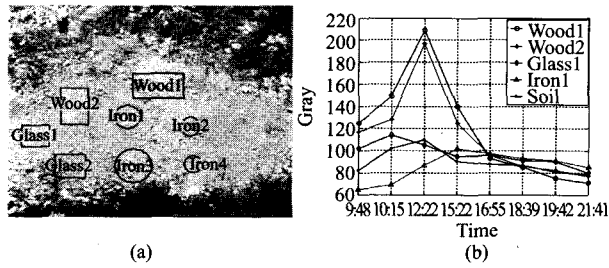 Wood1
Wood2
Iron1
Iron2
Glass1
Glass2
Iron3
Iron4
(a)
Gray
220
200
180
160
140
120
100
80
60
Wood1
Wood2
Glass1
Iron1
Soil
9:48 10:15 12:22 15:22 16:55 18:39 19:42 21:41
Time
(b)